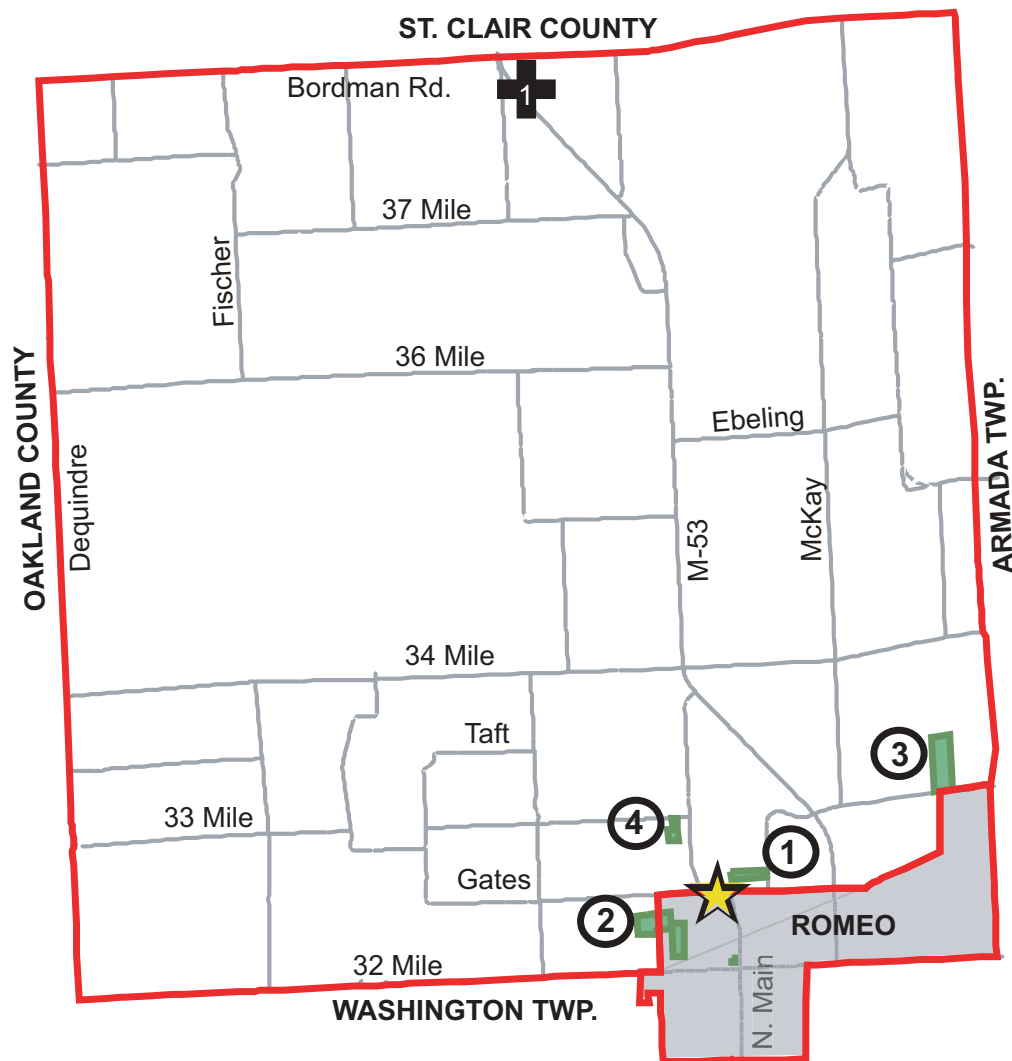 ST. CLAIR COUNTY
Bordman Rd.
1
37 Mile
Fischer
36 Mile
OAKLAND COUNTY
Dequindre
Ebeling
McKay
M-53
ARMADA TWP.
34 Mile
Taft
3
33 Mile
4
1
Gates
2
ROMEO
32 Mile
N. Main
WASHINGTON TWP.